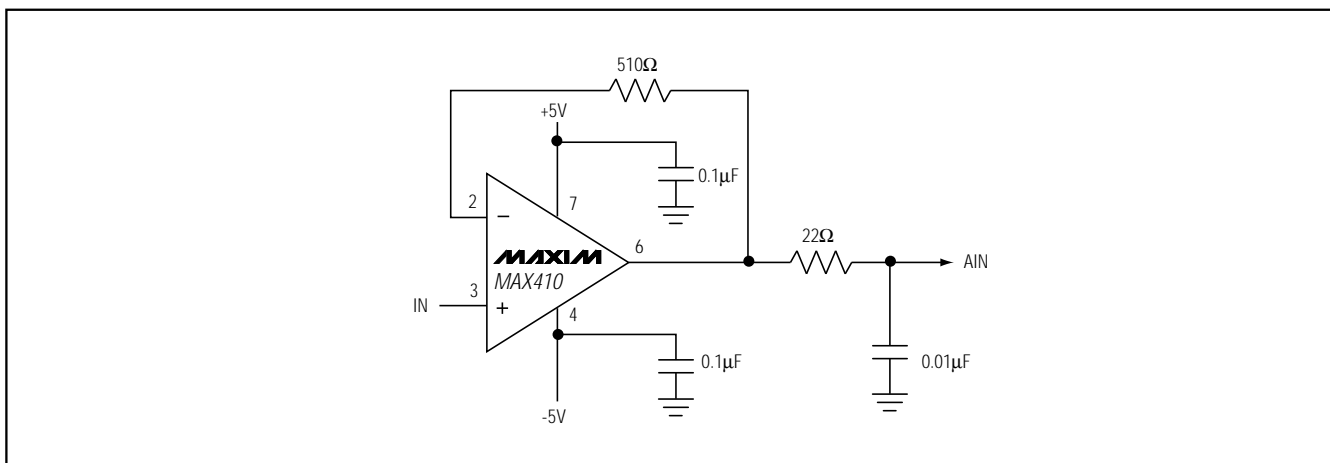 510Ω
+5V
0.1µF
2
7
−
22Ω
6
MAXIM
AIN
MAX410
3
IN
+
4
0.1µF
0.01µF
-5V